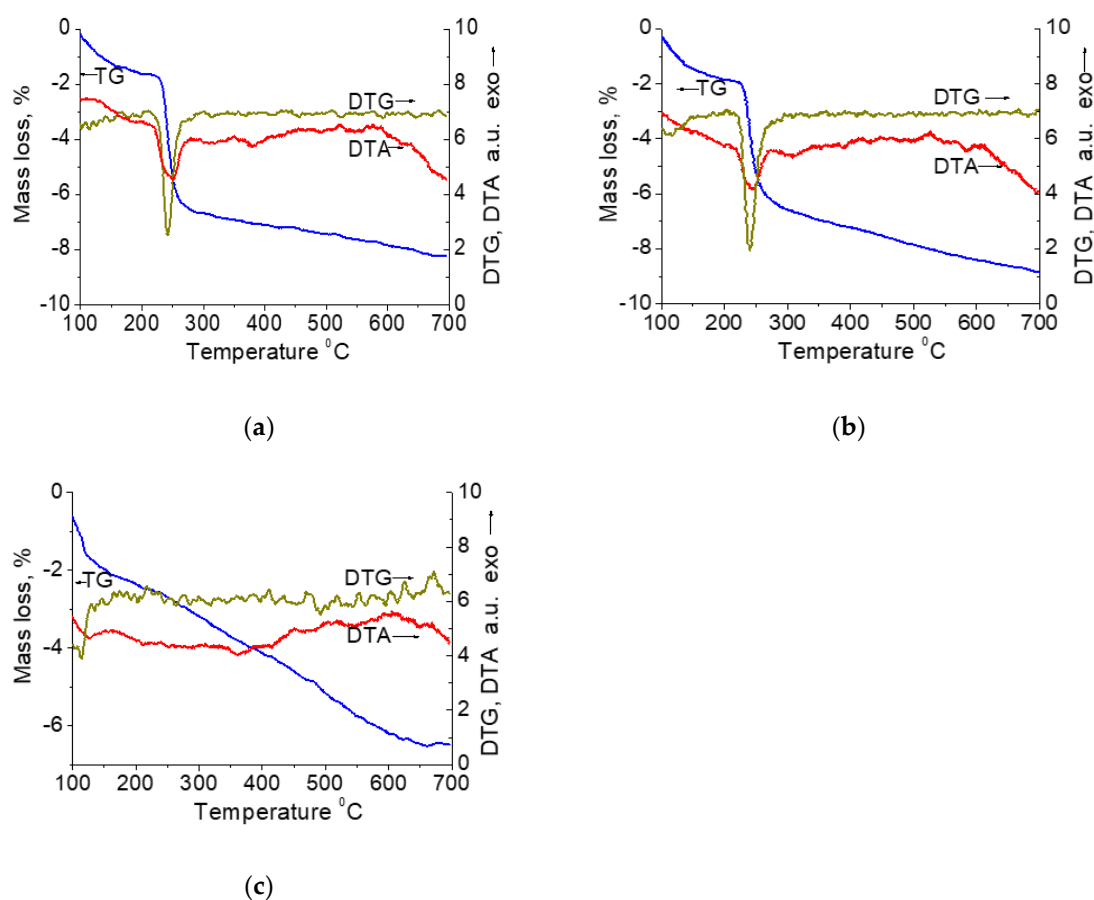 0
-2
-4
-6
-8
-10
Mass loss, %
←TG
DTG→
DTA
10
8
6
4
2
0
DTG, DTA a.u. exo →
100 200 300 400 500 600 700
Temperature ⁰C
(a)
0
-2
-4
-6
-8
-10
Mass loss, %
←TG
DTG →
DTA→
10
8
6
4
2
0
DTG, DTA a.u. exo →
100 200 300 400 500 600 700
Temperature ⁰C
(b)
0
-2
-4
-6
Mass loss, %
←TG
DTG→
DTA→
10
8
6
4
2
0
DTG, DTA a.u. exo →
100 200 300 400 500 600 700
Temperature ⁰C
(c)